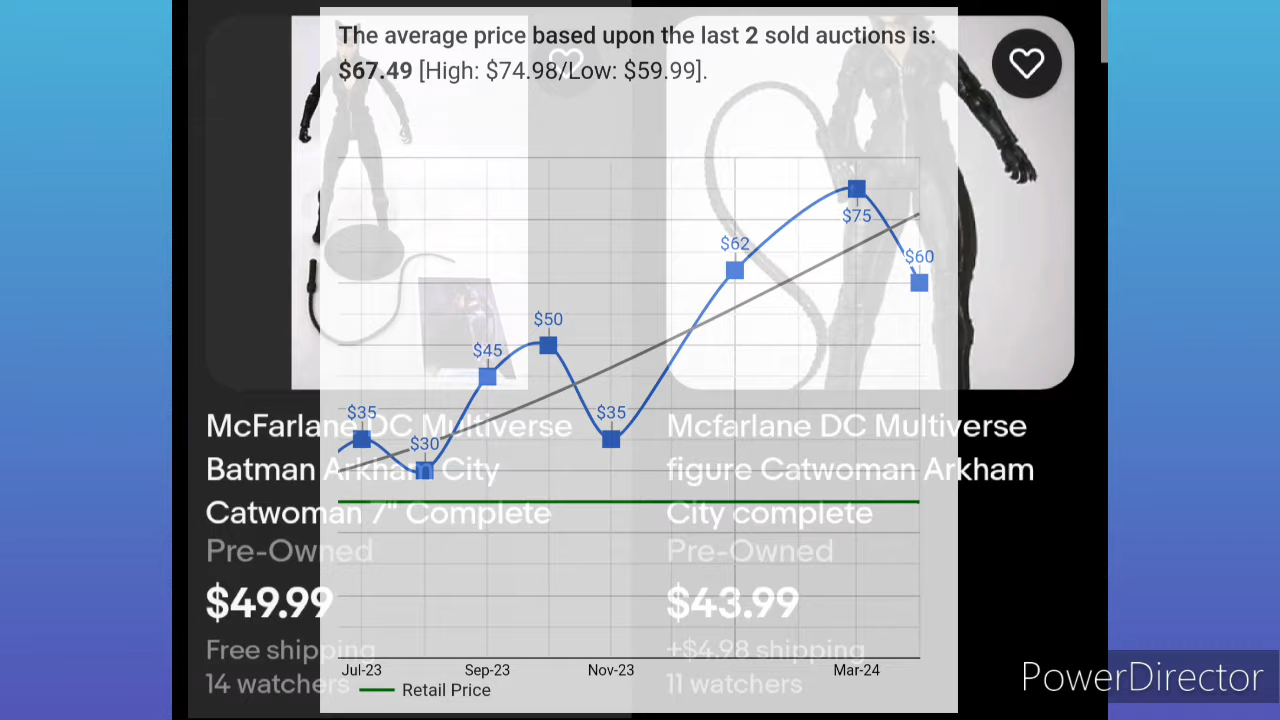 The average price based upon the last 2 sold auctions is:
$67.49 [High: $74.98/Low: $59.99].
$75
$62
$60
$50
$45
$35
$35
$30
McFarlane DC Multiverse
Batman Arkham City
Catwoman 7" Complete
Pre-Owned
$49.99
Free shipping
14 watchers
Mcfarlane DC Multiverse
figure Catwoman Arkham
City complete
Pre-Owned
$43.99
+$4.98 shipping
11 watchers
Jul-23 Sep-23 Nov-23 Mar-24
Retail Price
PowerDirector